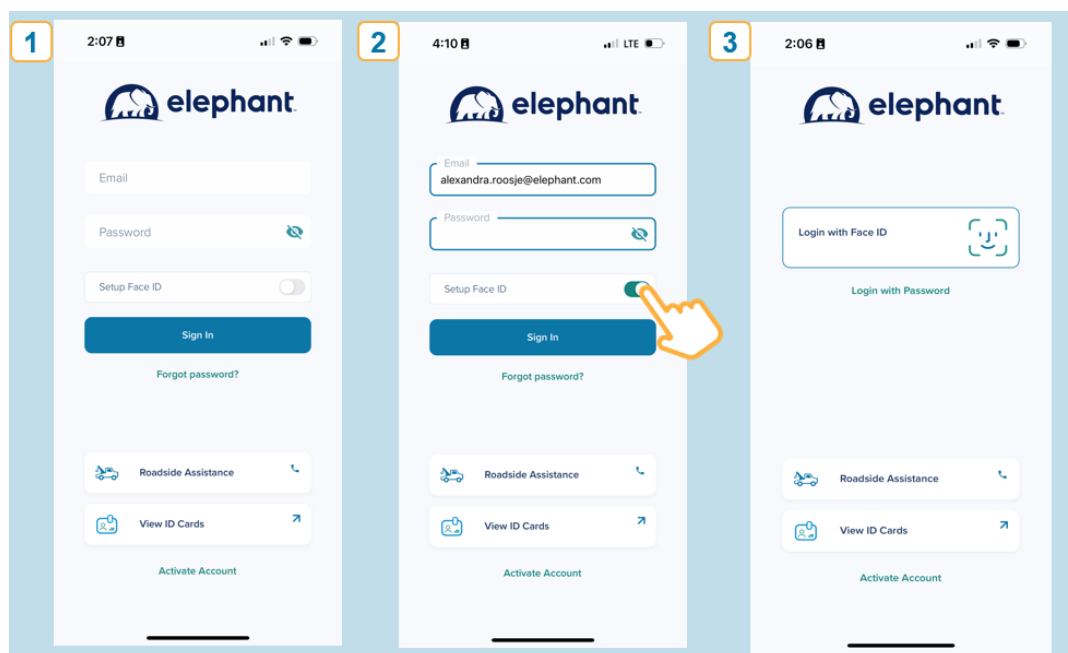 1
2:07
elephant.
Email
Password
Setup Face ID
Sign In
Forgot password?
Roadside Assistance
View ID Cards
Activate Account
2
4:10
LTE
elephant.
Email
alexandra.roosje@elephant.com
Password
Setup Face ID
Sign In
Forgot password?
Roadside Assistance
View ID Cards
Activate Account
3
2:06
elephant.
Login with Face ID
Login with Password
Roadside Assistance
View ID Cards
Activate Account